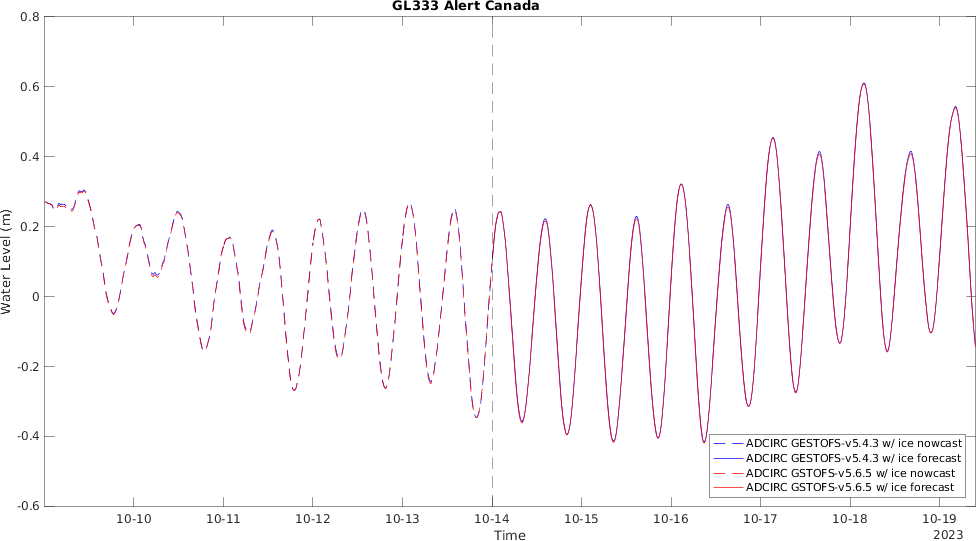 GL333 Alert Canada
0.8
0.6
0.4
0.2
0
-0.2
-0.4
-0.6
Water Level (m)
10-10 10-11 10-12 10-13 10-14 10-15 10-16 10-17 10-18 10-19
Time
2023
ADCIRC GESTOFS-v5.4.3 w/ ice nowcast
ADCIRC GESTOFS-v5.4.3 w/ ice forecast
ADCIRC GSTOFS-v5.6.5 w/ ice nowcast
ADCIRC GSTOFS-v5.6.5 w/ ice forecast